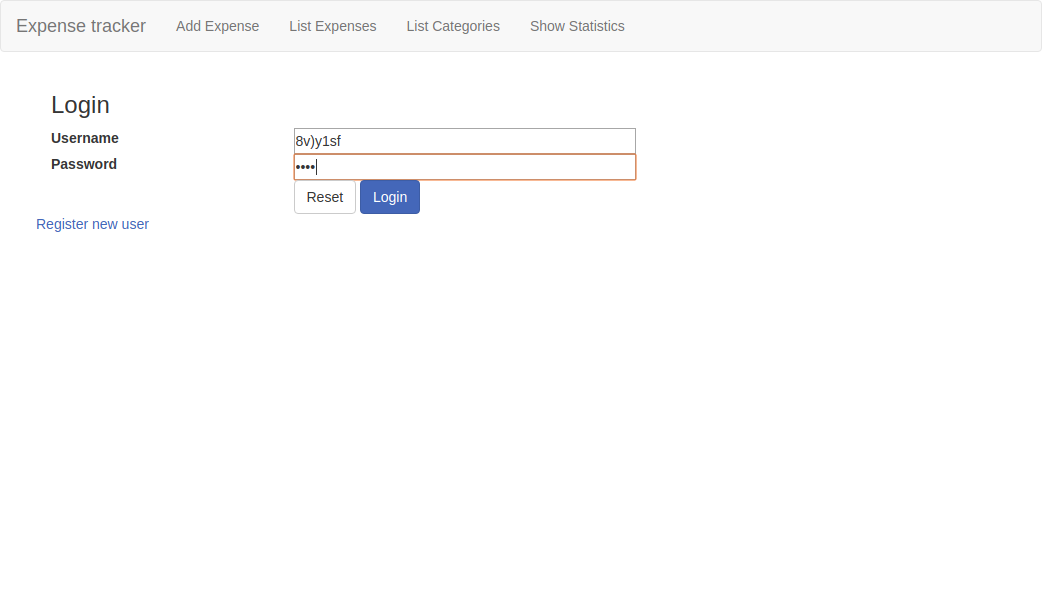 Expense tracker Add Expense List Expenses List Categories Show Statistics
Login
Username 8v)y1sf
Password ••••
Reset Login
Register new user